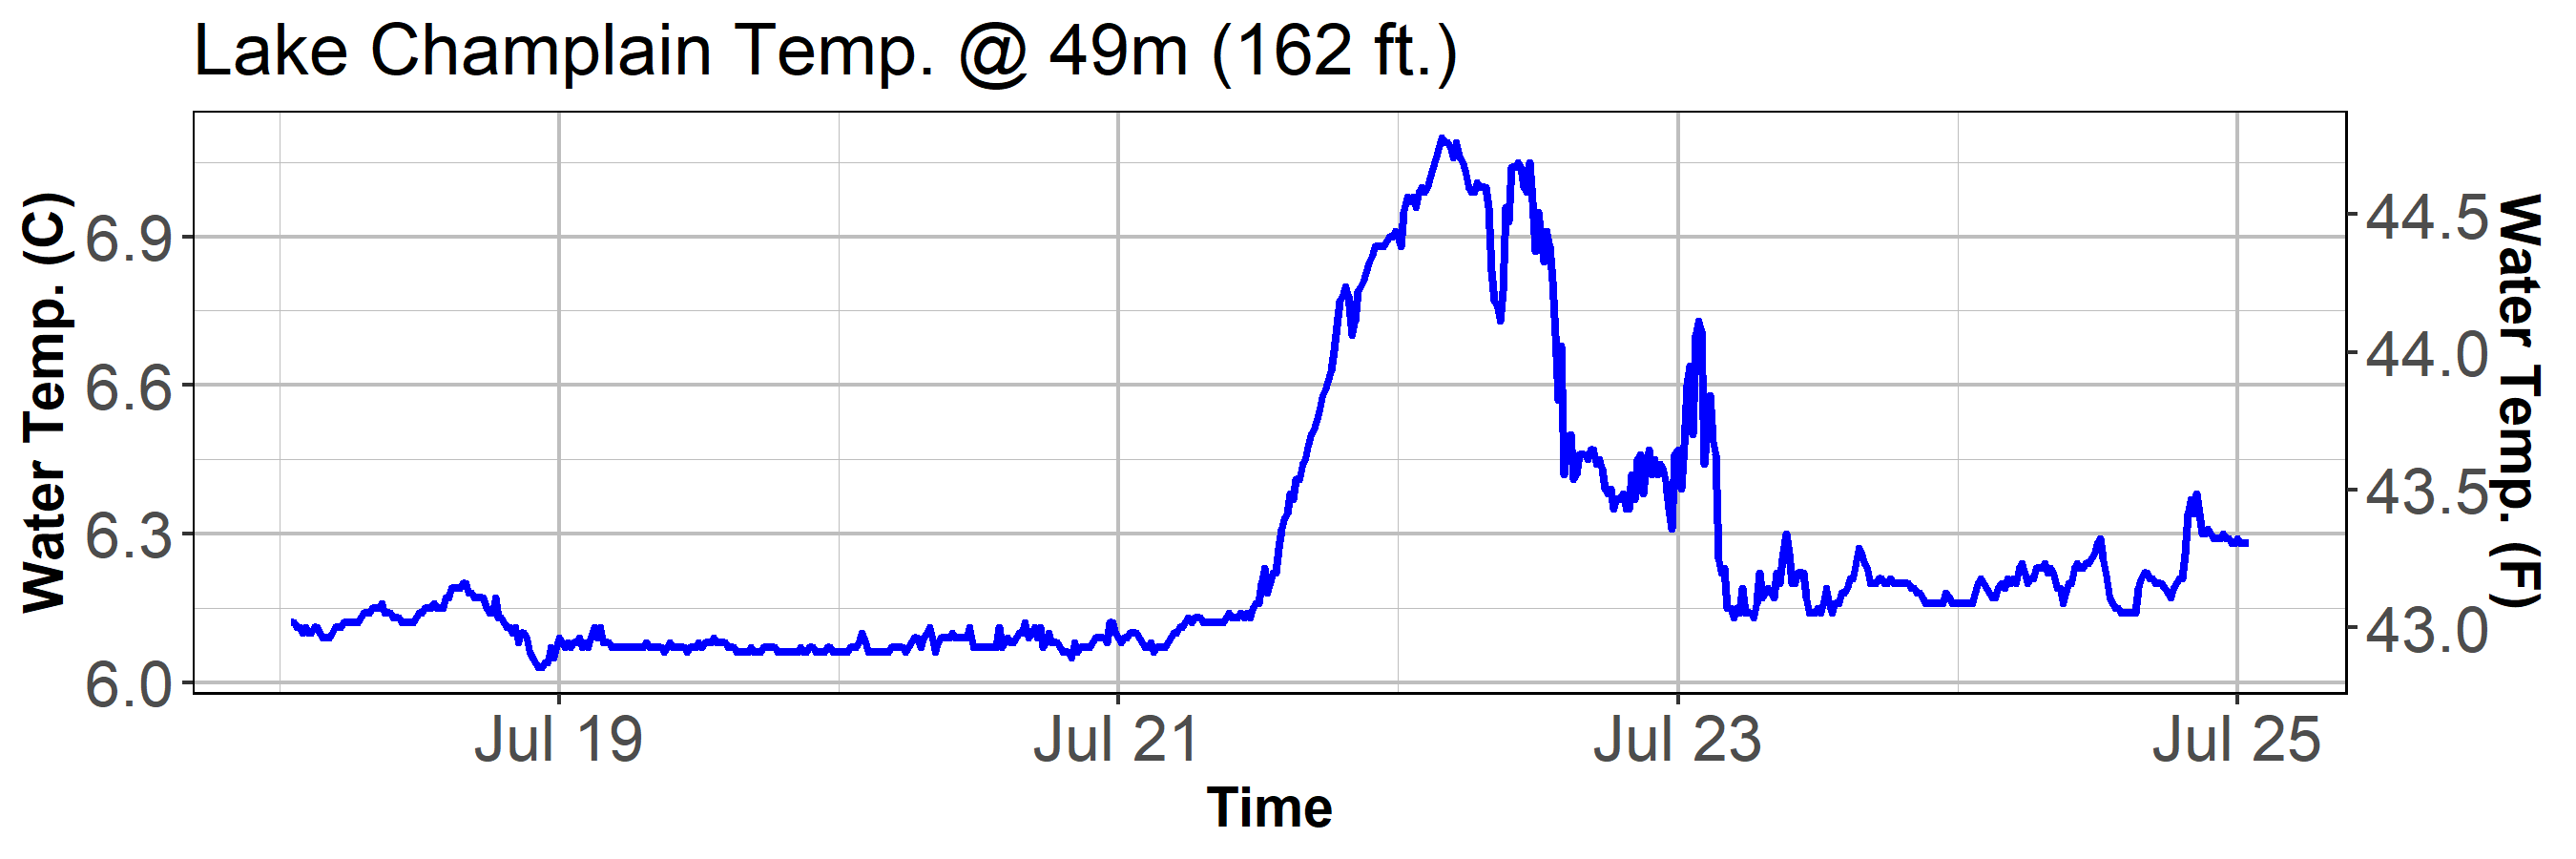 Lake Champlain Temp. @ 49m (162 ft.)
Water Temp. (C)
6.9
6.6
6.3
6.0
44.5
44.0
43.5
43.0
Water Temp. (F)
Jul 19
Jul 21
Jul 23
Jul 25
Time